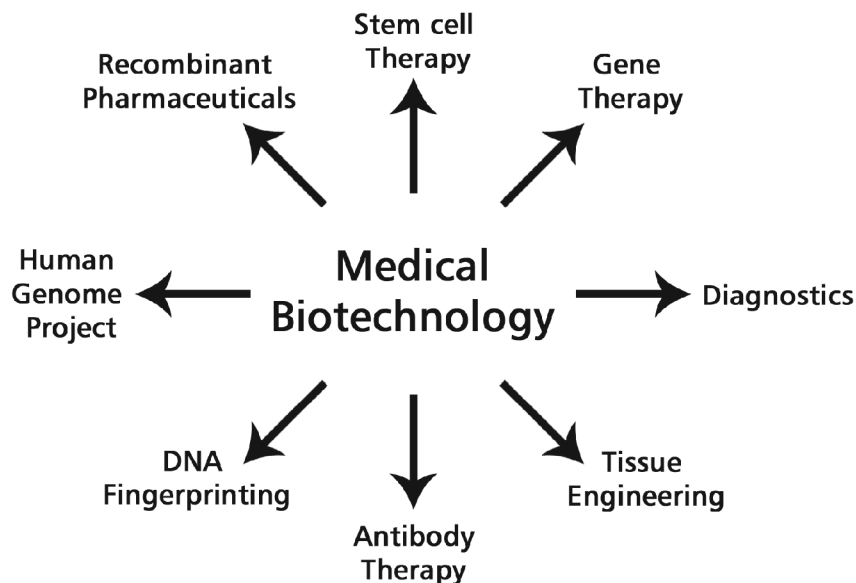 Stem cell
Therapy
Recombinant
Pharmaceuticals
Gene
Therapy
Human
Genome
Project
Medical
Biotechnology
Diagnostics
DNA
Fingerprinting
Tissue
Engineering
Antibody
Therapy